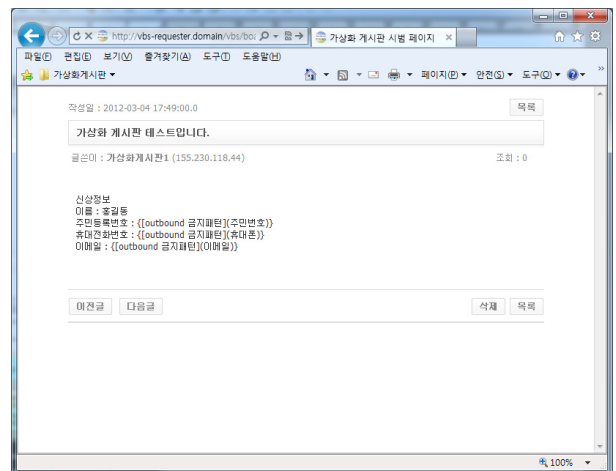 http://vbs-requester.domain/vbs/boa
가상화 게시판 시범 페이지
파일(F) 편집(E) 보기(V) 즐겨찾기(A) 도구(T) 도움말(H)
가상화게시판
페이지(P) 안전(S) 도구(O)
작성일 : 2012-03-04 17:49:00.0
목록
가상화 게시판 테스트입니다.
글쓴이 : 가상화게시판1 (155.230.118.44)
조회 : 0
신상정보
이름 : 홍길동
주민등록번호 : {[outbound 금지패턴](주민번호)}
휴대전화번호 : {[outbound 금지패턴](휴대폰)}
이메일 : {[outbound 금지패턴](이메일)}
이전글 다음글
삭제 목록
100%